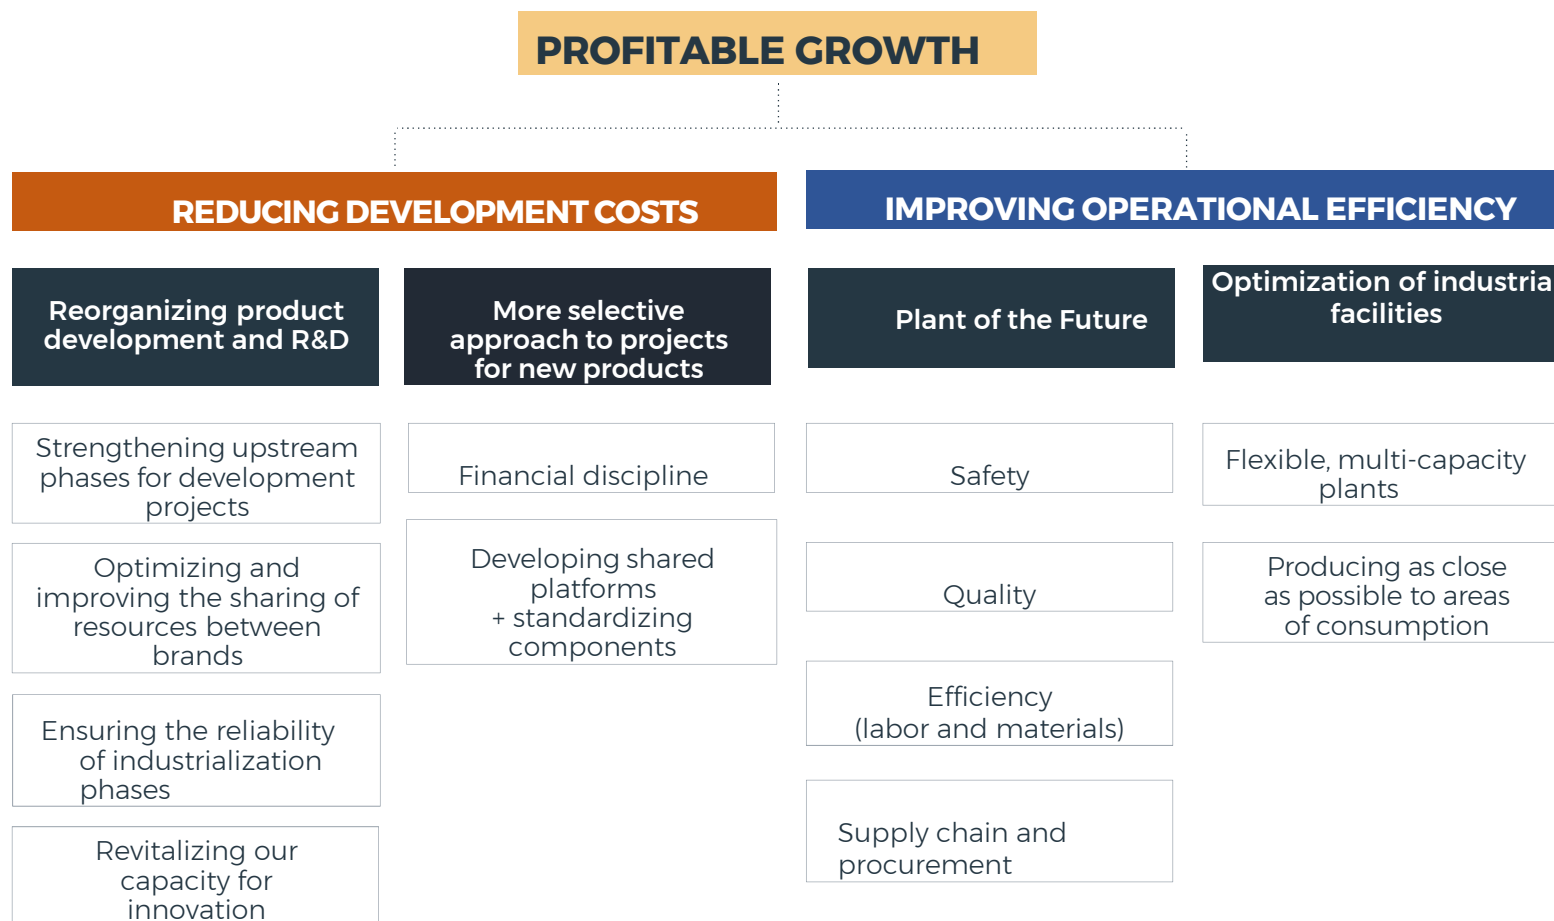 PROFITABLE GROWTH
REDUCING DEVELOPMENT COSTS
IMPROVING OPERATIONAL EFFICIENCY
Reorganizing product
development and R&D
More selective
approach to projects
for new products
Plant of the Future
Optimization of industria
facilities
Strengthening upstream
phases for development
projects
Optimizing and
improving the sharing of
resources between
brands
Ensuring the reliability
of industrialization
phases
Revitalizing our
capacity for
innovation
Financial discipline
Developing shared
platforms
+ standardizing
components
Safety
Quality
Efficiency
(labor and materials)
Supply chain and
procurement
Flexible, multi-capacity
plants
Producing as close
as possible to areas
of consumption